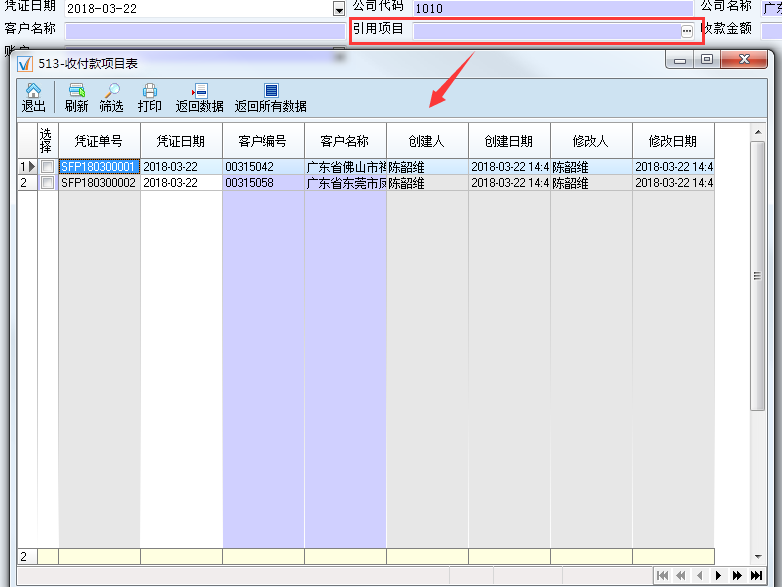 凭证日期 2018-03-22 公司代码 1010 公司名称 广东
客户名称 引用项目 收款金额
513-收付款项目表
退出 刷新 筛选 打印 返回数据 返回所有数据
选择 凭证单号 凭证日期 客户编号 客户名称 创建人 创建日期 修改人 修改日期
1 SFP180300001 2018-03-22 00315042 广东省佛山市 陈韶维 2018-03-22 14:4 陈韶维 2018-03-22 14:4
2 SFP180300002 2018-03-22 00315058 广东省东莞市凤 陈韶维 2018-03-22 14:4 陈韶维 2018-03-22 14:4
2